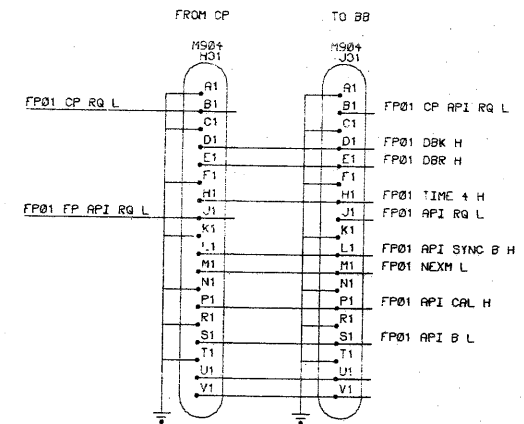 FROM CP
TO BB
M904
H31
M904
J31
A1
A1
FP01 CP RQ L
B1
B1
FP01 CP API RQ L
C1
C1
D1
D1
FP01 DBK H
E1
E1
FP01 DBR H
F1
F1
H1
H1
FP01 TIME 4 H
FP01 FP API RQ L
J1
J1
FP01 API RQ L
K1
K1
L1
L1
FP01 API SYNC B H
M1
M1
FP01 NEXM L
N1
N1
P1
P1
FP01 API CAL H
R1
R1
S1
S1
FP01 API B L
T1
T1
U1
U1
V1
V1